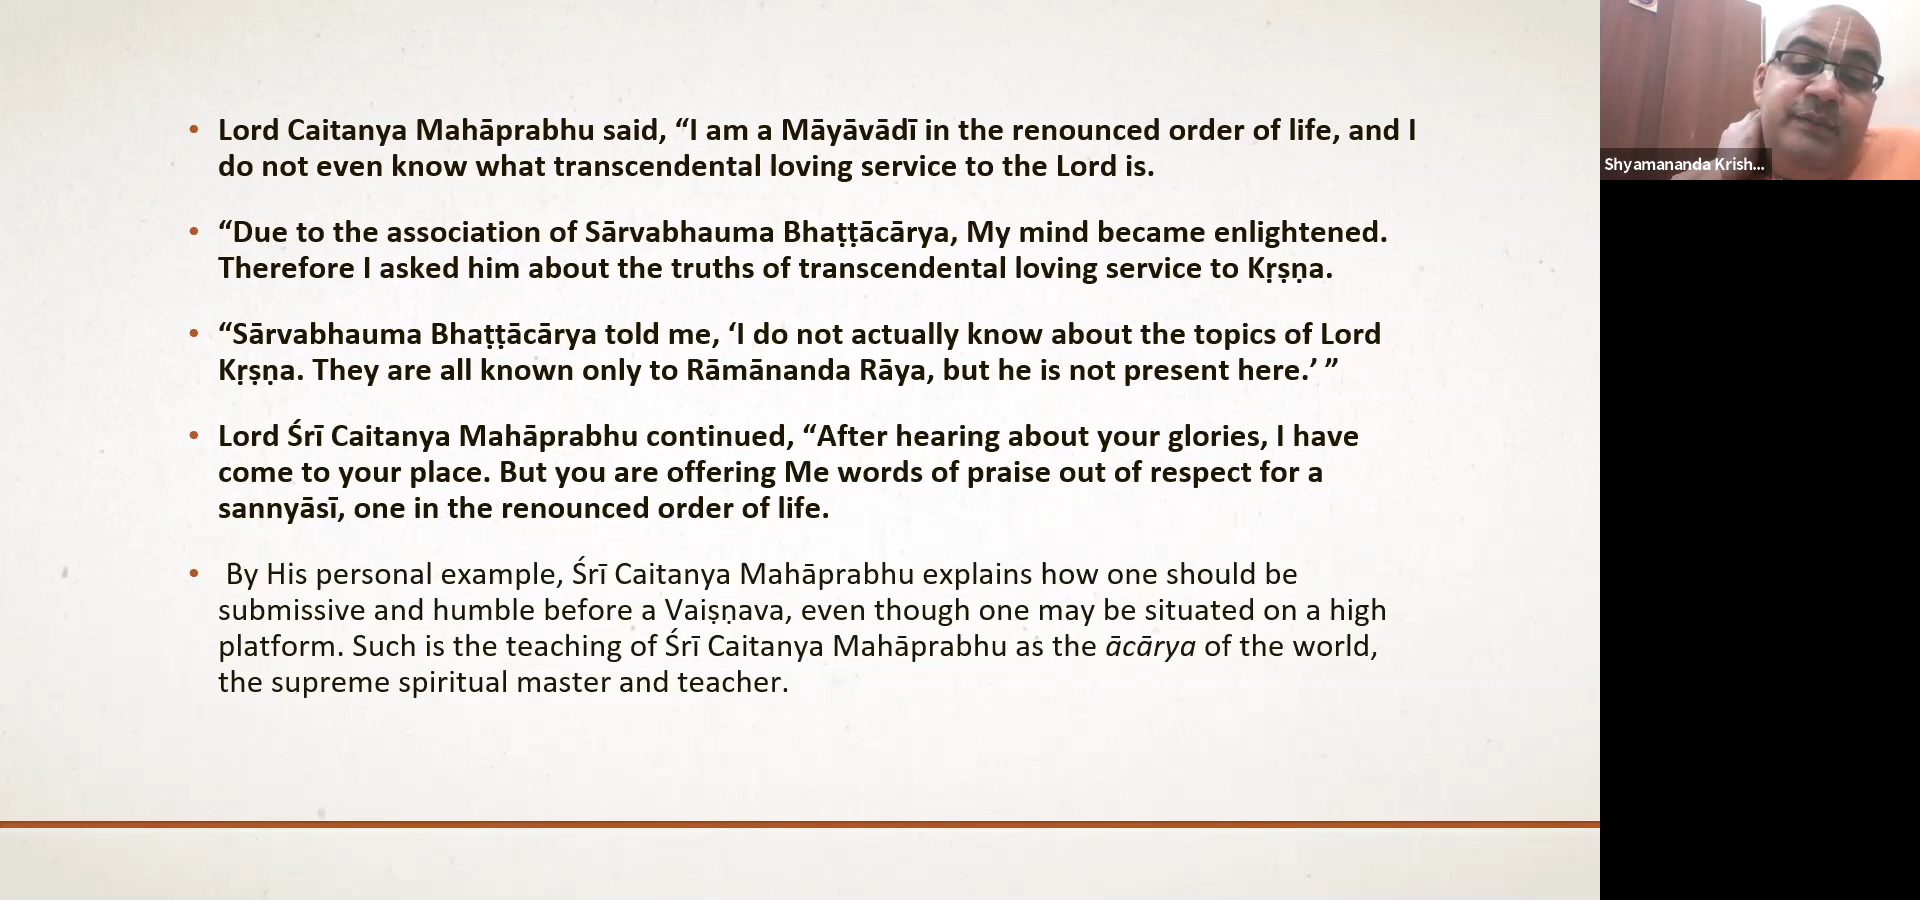 Lord Caitanya Mahāprabhu said, “I am a Māyāvādī in the renounced order of life, and I
do not even know what transcendental loving service to the Lord is.
“Due to the association of Sārvabhauma Bhaṭṭācārya, My mind became enlightened.
Therefore I asked him about the truths of transcendental loving service to Kṛṣṇa.
“Sārvabhauma Bhaṭṭācārya told me, ‘I do not actually know about the topics of Lord
Kṛṣṇa. They are all known only to Rāmānanda Rāya, but he is not present here.’ ”
Lord Śrī Caitanya Mahāprabhu continued, “After hearing about your glories, I have
come to your place. But you are offering Me words of praise out of respect for a
sannyāsī, one in the renounced order of life.
By His personal example, Śrī Caitanya Mahāprabhu explains how one should be
submissive and humble before a Vaiṣṇava, even though one may be situated on a high
platform. Such is the teaching of Śrī Caitanya Mahāprabhu as the ācārya of the world,
the supreme spiritual master and teacher.
Shyamananda Krish...